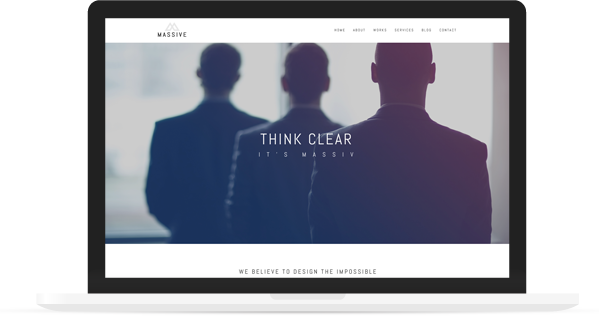 MASSIVE
HOME ABOUT WORKS SERVICES BLOG CONTACT
THINK CLEAR
IT'S MASSIV
WE BELIEVE TO DESIGN THE IMPOSSIBLE